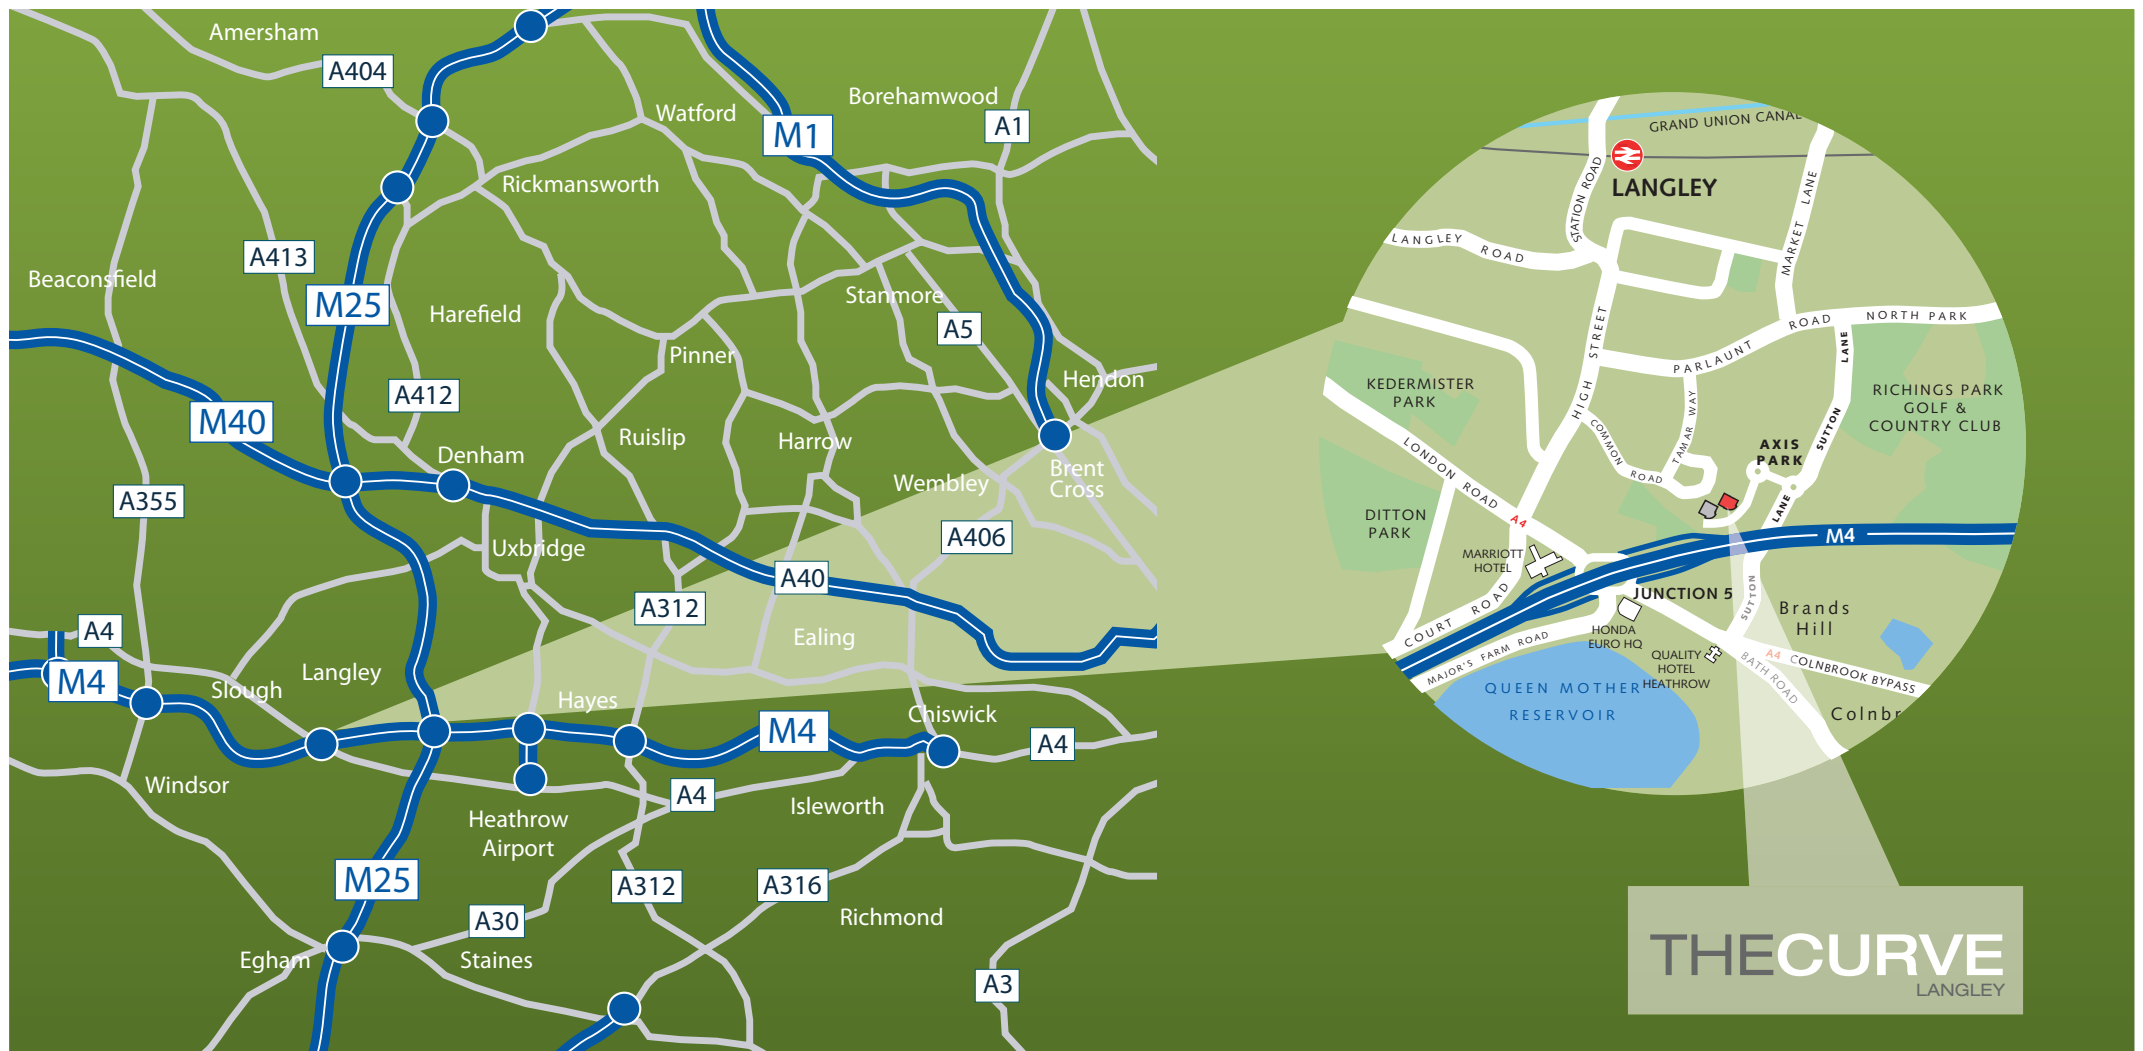 Amersham
A404
Watford
Borehamwood
M1
A1
Rickmansworth
A413
Beaconsfield
M25
Harefield
Stanmore
A5
Pinner
Hendon
A412
M40
Ruislip
Harrow
Denham
Brent
Cross
Wembley
A355
A406
Uxbridge
A40
A312
A4
Ealing
Langley
M4
Slough
Hayes
Chiswick
M4
A4
Windsor
A4
Isleworth
Heathrow
Airport
M25
A312
A316
A30
Richmond
Egham
Staines
A3
GRAND UNION CANAL
STATION ROAD
LANGLEY
MARKET LANE
LANGLEY ROAD
HIGH STREET
PARLAUNT ROAD
NORTH PARK
KEDERMISTER
PARK
RICHINGS PARK
GOLF &
COUNTRY CLUB
SUTTON LANE
TAMAR WAY
COMMON ROAD
AXIS
PARK
LONDON ROAD
A4
DITTON
PARK
SUTTON LANE
M4
MARRIOTT
HOTEL
JUNCTION 5
Brands
Hill
COURT ROAD
MAJOR'S FARM ROAD
HONDA
EURO HQ
QUALITY
HOTEL
HEATHROW
A4 COLNBROOK BYPASS
BATH ROAD
QUEEN MOTHER
RESERVOIR
Colnbr
THECURVE
LANGLEY